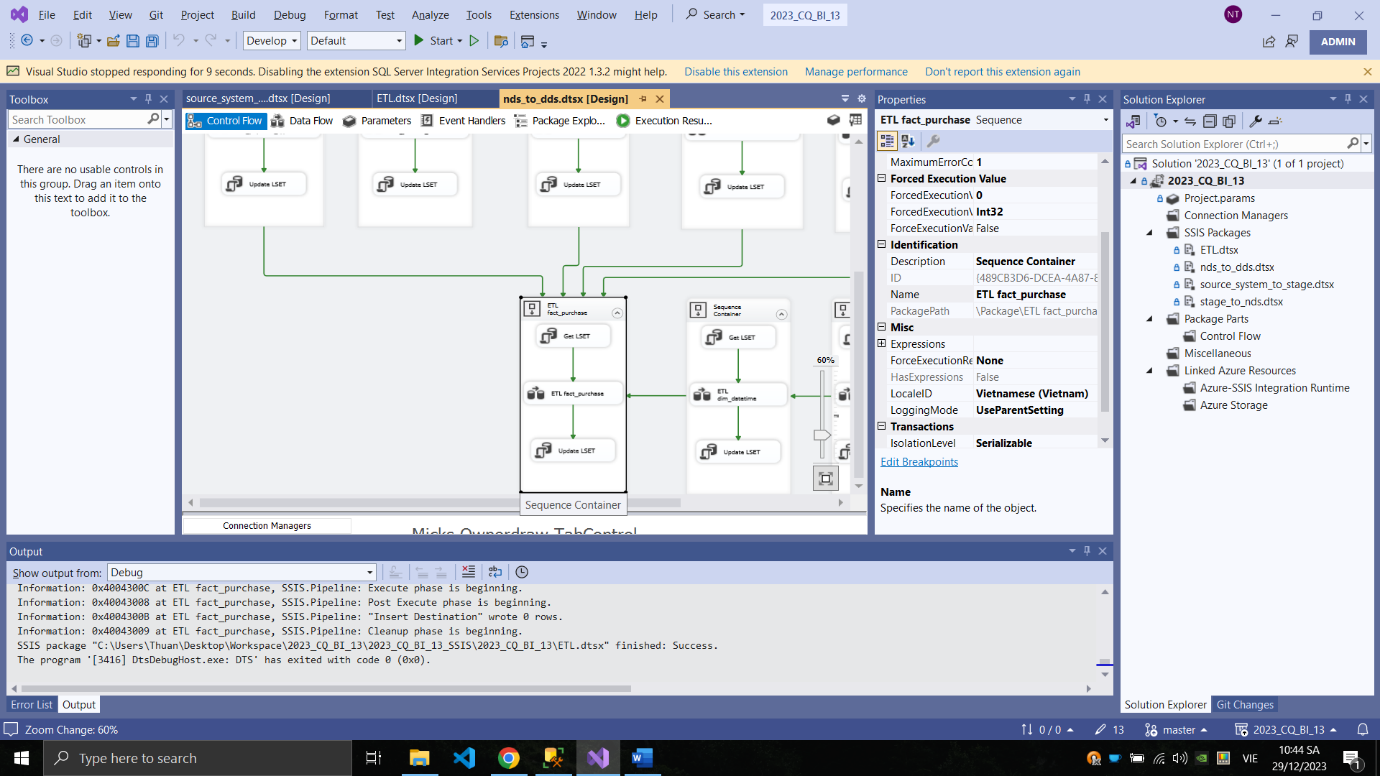 File Edit View Git Project Build Debug Format Test Analyze Tools Extensions Window Help Search 2023_CQ_BI_13 NT
Develop Default Start ADMIN
Visual Studio stopped responding for 9 seconds. Disabling the extension SQL Server Integration Services Projects 2022 1.3.2 might help. Disable this extension Manage performance Don't report this extension again
Toolbox
Search Toolbox
General
There are no usable controls in
this group. Drag an item onto
this text to add it to the
toolbox.
source_system_....dtsx [Design] ETL.dtsx [Design] nds_to_dds.dtsx [Design]
Control Flow Data Flow Parameters Event Handlers Package Explo... Execution Resu...
Update LSET Update LSET Update LSET Update LSET
ETL
fact_purchase
Get LSET
ETL fact_purchase
Update LSET
Sequence
Container
Get LSET
ETL
dim_datetime
Update LSET
60%
Sequence Container
Connection Managers
Micks Ownerdraw TabControl
Properties
ETL fact_purchase Sequence
MaximumErrorCc 1
Forced Execution Value
ForcedExecution\ 0
ForcedExecution\ Int32
ForceExecutionVa False
Identification
Description Sequence Container
ID {489CB3D6-DCEA-4A87-8
Name ETL fact_purchase
PackagePath \Package\ETL fact_purcha
Misc
Expressions
ForceExecutionRe None
HasExpressions False
LocaleID Vietnamese (Vietnam)
LoggingMode UseParentSetting
Transactions
IsolationLevel Serializable
Edit Breakpoints
Name
Specifies the name of the object.
Solution Explorer
Search Solution Explorer (Ctrl+;)
Solution '2023_CQ_BI_13' (1 of 1 project)
2023_CQ_BI_13
Project.params
Connection Managers
SSIS Packages
ETL.dtsx
nds_to_dds.dtsx
source_system_to_stage.dtsx
stage_to_nds.dtsx
Package Parts
Control Flow
Miscellaneous
Linked Azure Resources
Azure-SSIS Integration Runtime
Azure Storage
Solution Explorer Git Changes
Output
Show output from: Debug
Information: 0x4004300C at ETL fact_purchase, SSIS.Pipeline: Execute phase is beginning.
Information: 0x40043008 at ETL fact_purchase, SSIS.Pipeline: Post Execute phase is beginning.
Information: 0x4004300B at ETL fact_purchase, SSIS.Pipeline: "Insert Destination" wrote 0 rows.
Information: 0x40043009 at ETL fact_purchase, SSIS.Pipeline: Cleanup phase is beginning.
SSIS package "C:\Users\Thuan\Desktop\Workspace\2023_CQ_BI_13\2023_CQ_BI_13_SSIS\2023_CQ_BI_13\ETL.dtsx" finished: Success.
The program '[3416] DtsDebugHost.exe: DTS' has exited with code 0 (0x0).
Error List Output
Zoom Change: 60% 0 / 0 13 master 2023_CQ_BI_13
Type here to search VIE 10:44 SA
29/12/2023 1